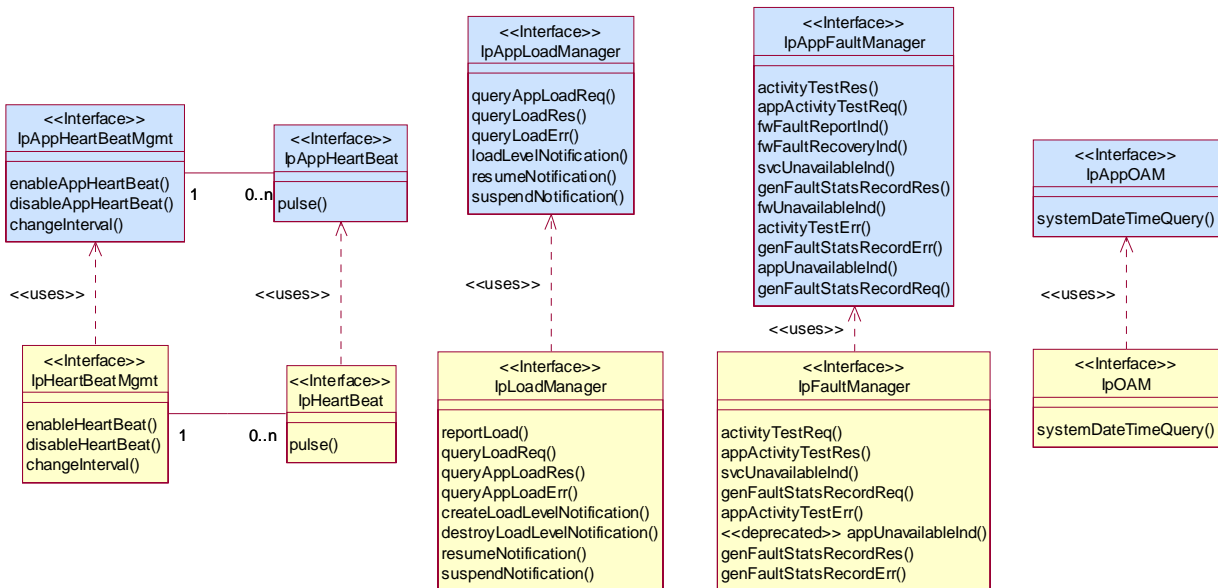 <<Interface>>
IpAppHeartBeatMgmt
enableAppHeartBeat()
disableAppHeartBeat()
changeInterval()
1
0..n
<<Interface>>
IpAppHeartBeat
pulse()
<<Interface>>
IpAppLoadManager
queryAppLoadReq()
queryLoadRes()
queryLoadErr()
loadLevelNotification()
resumeNotification()
suspendNotification()
<<Interface>>
IpAppFaultManager
activityTestRes()
appActivityTestReq()
fwFaultReportInd()
fwFaultRecoveryInd()
svcUnavailableInd()
genFaultStatsRecordRes()
fwUnavailableInd()
activityTestErr()
genFaultStatsRecordErr()
appUnavailableInd()
genFaultStatsRecordReq()
<<Interface>>
IpAppOAM
systemDateTimeQuery()
<<uses>>
<<uses>>
<<uses>>
<<uses>>
<<uses>>
<<Interface>>
IpHeartBeatMgmt
enableHeartBeat()
disableHeartBeat()
changeInterval()
1
0..n
<<Interface>>
IpHeartBeat
pulse()
<<Interface>>
IpLoadManager
reportLoad()
queryLoadReq()
queryAppLoadRes()
queryAppLoadErr()
createLoadLevelNotification()
destroyLoadLevelNotification()
resumeNotification()
suspendNotification()
<<Interface>>
IpFaultManager
activityTestReq()
appActivityTestRes()
svcUnavailableInd()
genFaultStatsRecordReq()
appActivityTestErr()
<<deprecated>> appUnavailableInd()
genFaultStatsRecordRes()
genFaultStatsRecordErr()
<<Interface>>
IpOAM
systemDateTimeQuery()